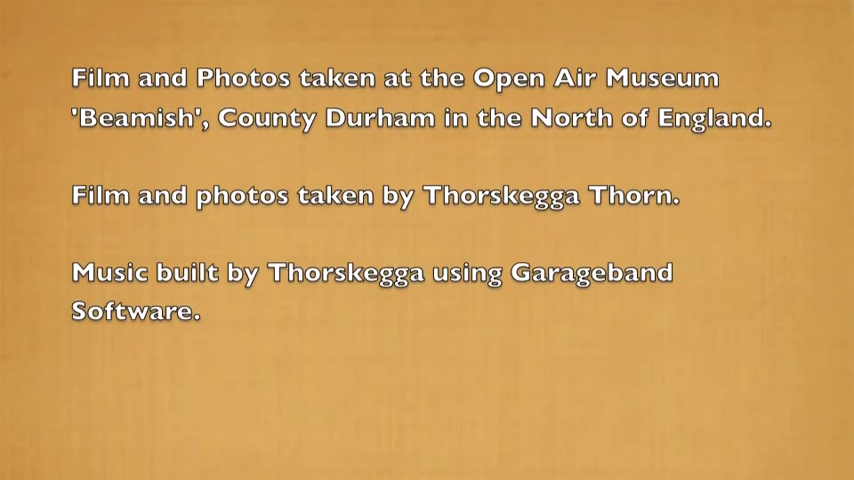 Film and Photos taken at the Open Air Museum
'Beamish', County Durham in the North of England.
Film and photos taken by Thorskegga Thorn.
Music built by Thorskegga using Garageband
Software.